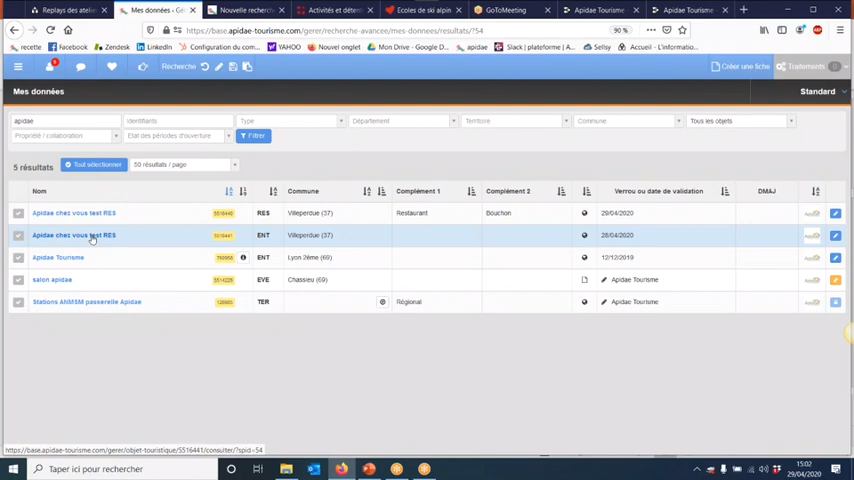 Replays des atelie
Mes données - Gér
Nouvelle recherch
Activités et détent
Ecoles de ski alpin
GoToMeeting
Apidae Tourisme
Apidae Tourisme -
https://base.apidae-tourisme.com/gerer/recherche-avancee/mes-donnees/resultats/?54
90 %
recette
Facebook
Zendesk
LinkedIn
Configuration du com...
YAHOO
Nouvel onglet
Mon Drive - Google D...
apidae
Slack | plateforme | A...
Sellsy
Accueil - L'informatio...
Recherche
Créer une fiche
Traitements
0
Mes données
Standard
apidae
Identifiants
Type
Département
Territoire
Commune
Tous les objets
Propriété / collaboration
Etat des périodes d'ouverture
Filtrer
5 résultats
Tout sélectionner
50 résultats / page
Nom
Commune
Complément 1
Complément 2
Verrou ou date de validation
DMAJ
Apidae chez vous test RES
5516440
RES
Villeperdue (37)
Restaurant
Bouchon
29/04/2020
Apidae chez vous test RES
5516441
ENT
Villeperdue (37)
28/04/2020
Apidae Tourisme
ENT
Lyon 2ème (69)
12/12/2019
salon apidae
EVE
Chassieu (69)
Apidae Tourisme
Stations ANMSM passerelle Apidae
TER
Régional
Apidae Tourisme
https://base.apidae-tourisme.com/gerer/objet-touristique/5516441/consulter/?spid=54
Taper ici pour rechercher
15:02
29/04/2020